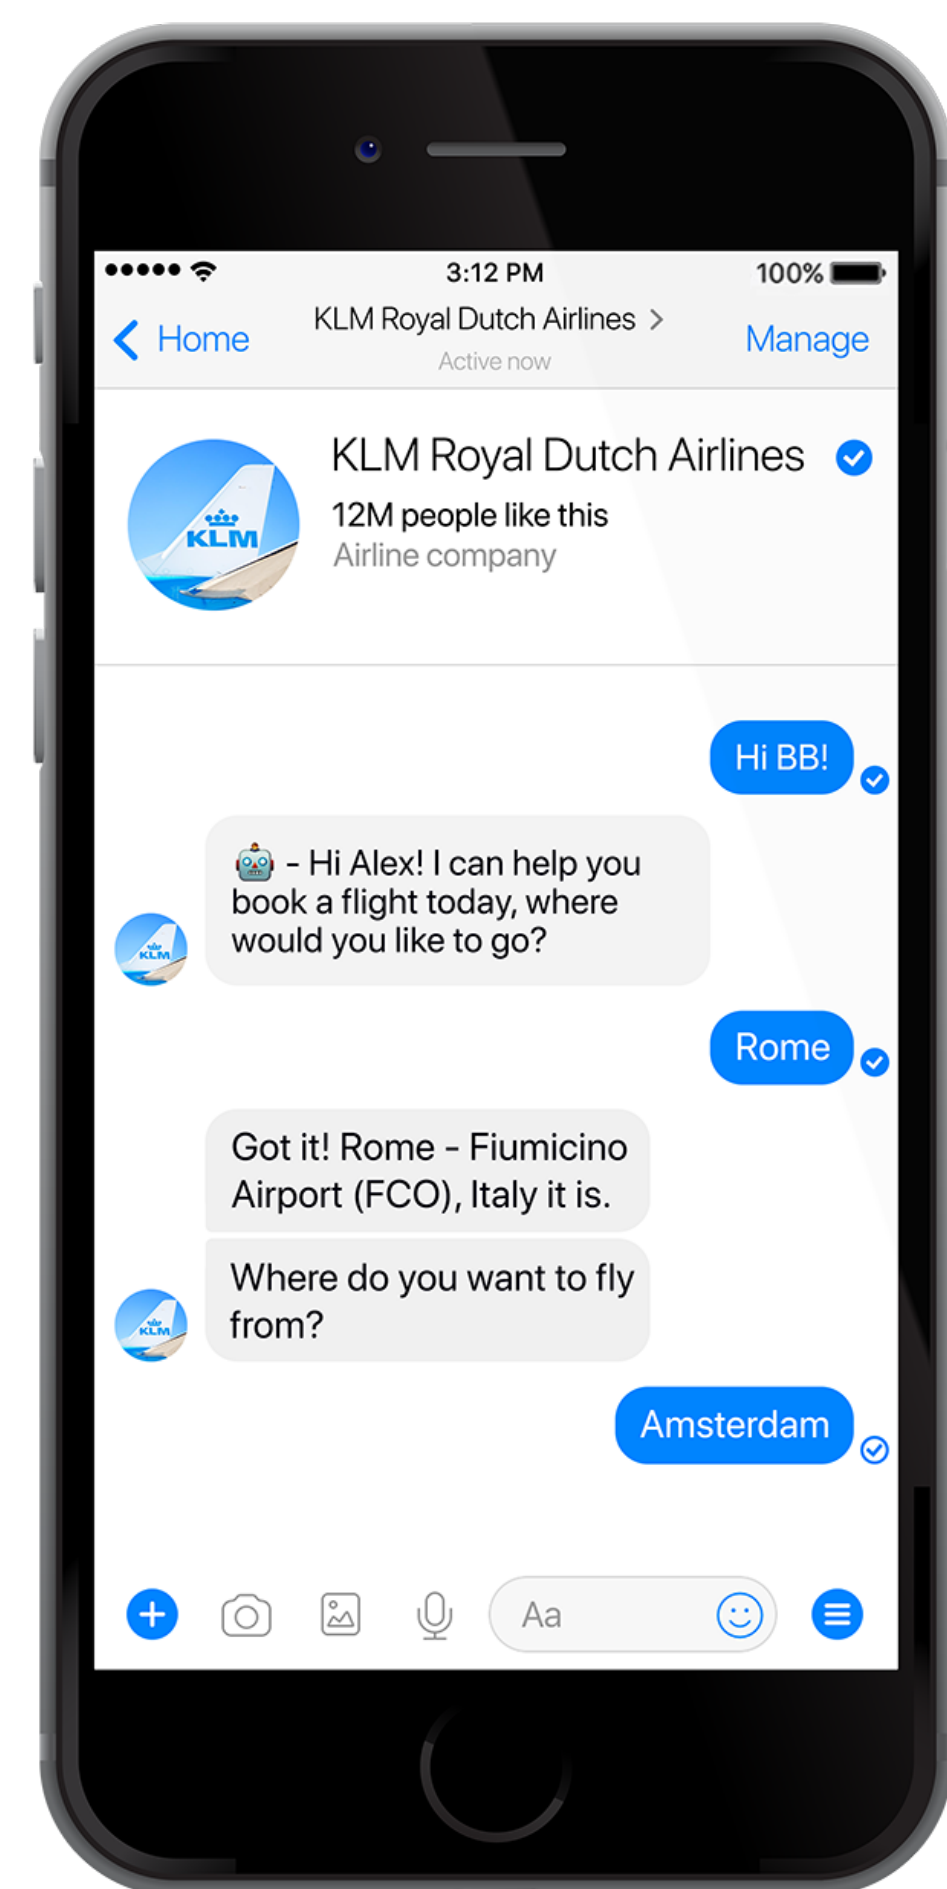 3:12 PM 100%
Home KLM Royal Dutch Airlines Manage
Active now
KLM Royal Dutch Airlines
KLM
12M people like this
Airline company
Hi BB!
- Hi Alex! I can help you
book a flight today, where
would you like to go?
KLM
Rome
Got it! Rome - Fiumicino
Airport (FCO), Italy it is.
Where do you want to fly
from?
KLM
Amsterdam
Aa